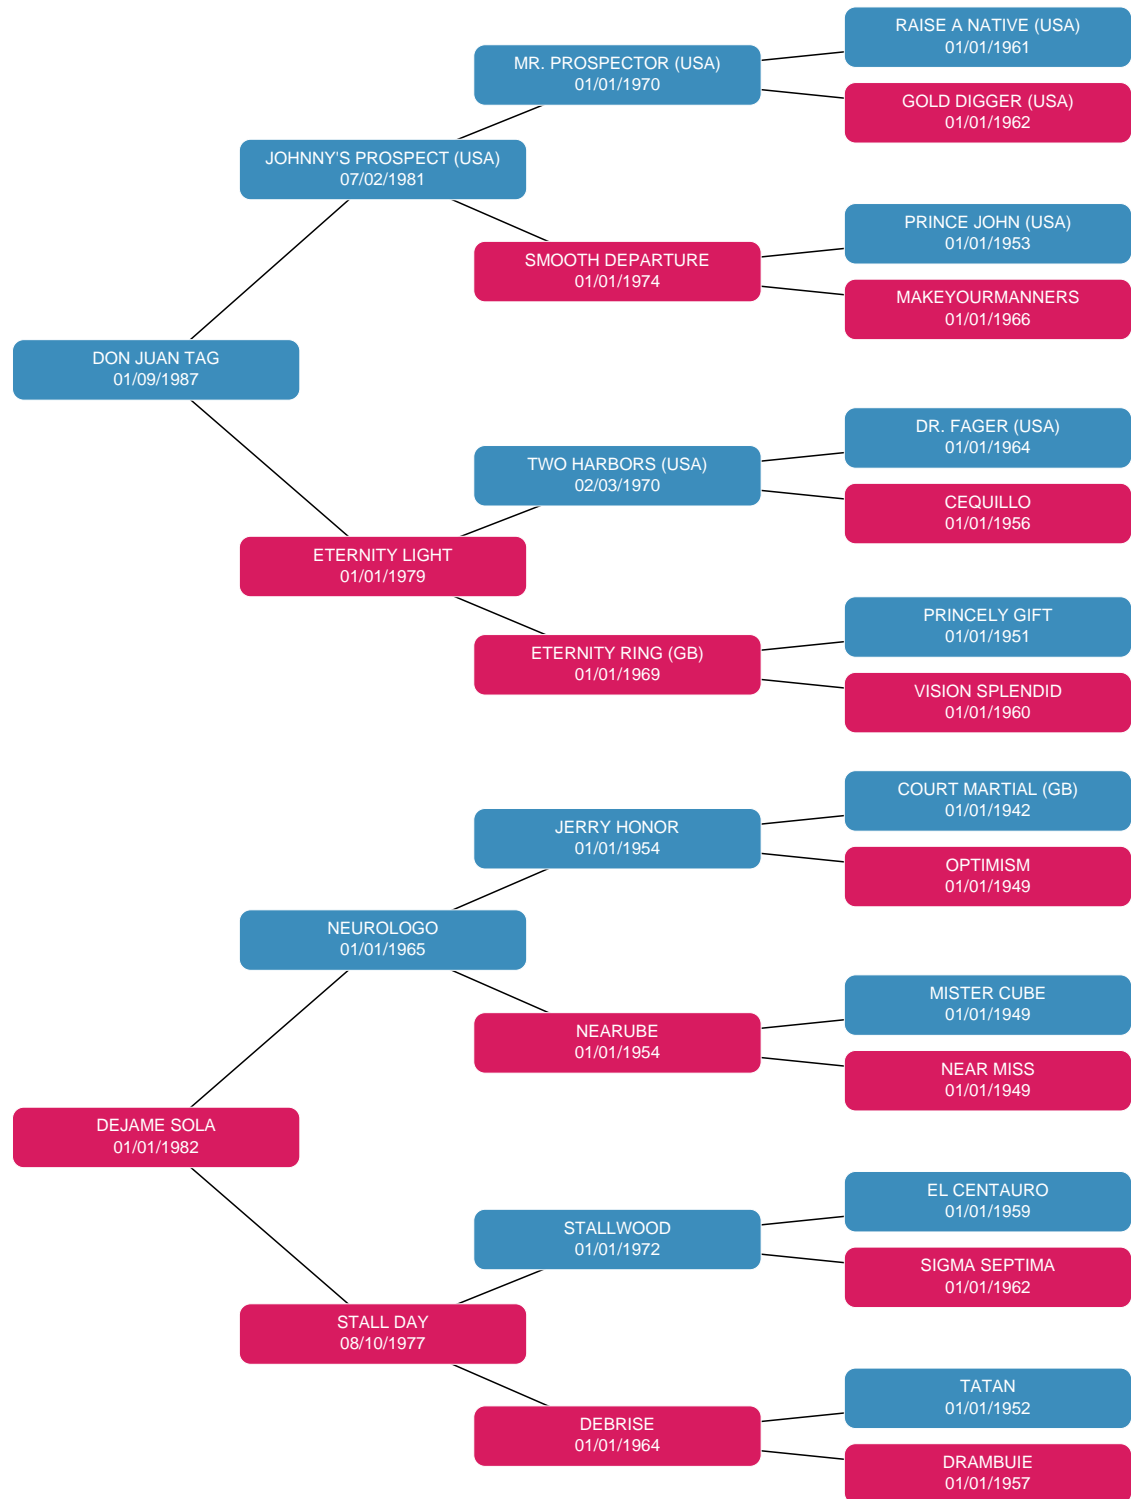 RAISE A NATIVE (USA)
01/01/1961
MR. PROSPECTOR (USA)
01/01/1970
GOLD DIGGER (USA)
01/01/1962
JOHNNY'S PROSPECT (USA)
07/02/1981
PRINCE JOHN (USA)
01/01/1953
SMOOTH DEPARTURE
01/01/1974
MAKEYOURMANNERS
01/01/1966
DON JUAN TAG
01/09/1987
DR. FAGER (USA)
01/01/1964
TWO HARBORS (USA)
02/03/1970
CEQUILLO
01/01/1956
ETERNITY LIGHT
01/01/1979
PRINCELY GIFT
01/01/1951
ETERNITY RING (GB)
01/01/1969
VISION SPLENDID
01/01/1960
COURT MARTIAL (GB)
01/01/1942
JERRY HONOR
01/01/1954
OPTIMISM
01/01/1949
NEUROLOGO
01/01/1965
MISTER CUBE
01/01/1949
NEARUBE
01/01/1954
NEAR MISS
01/01/1949
DEJAME SOLA
01/01/1982
EL CENTAURO
01/01/1959
STALLWOOD
01/01/1972
SIGMA SEPTIMA
01/01/1962
STALL DAY
08/10/1977
TATAN
01/01/1952
DEBRISE
01/01/1964
DRAMBUIE
01/01/1957